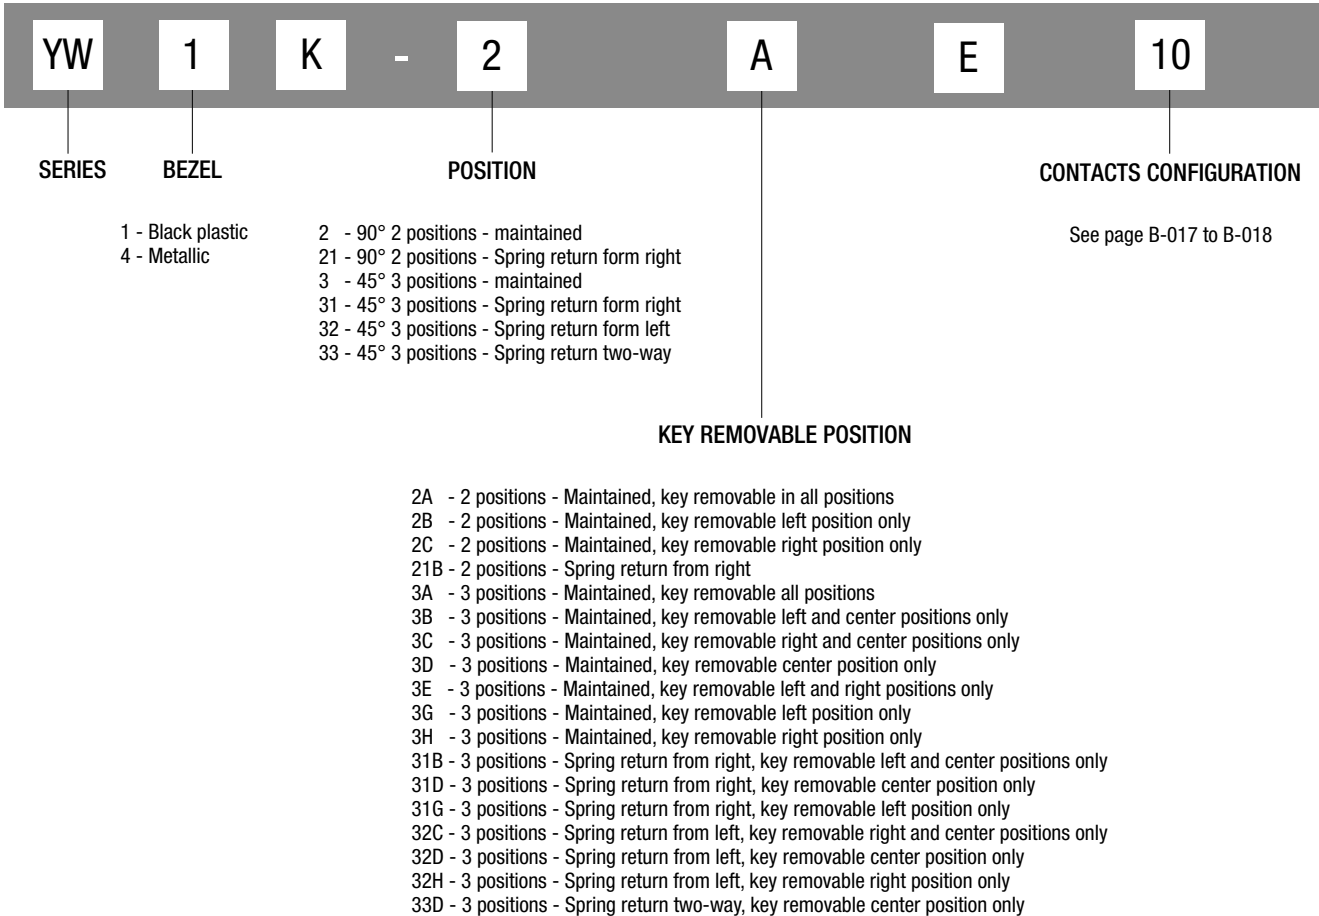 YW 1 K - 2 A E 10
SERIES BEZEL POSITION CONTACTS CONFIGURATION
1 - Black plastic
4 - Metallic
2 - 90° 2 positions - maintained
21 - 90° 2 positions - Spring return form right
3 - 45° 3 positions - maintained
31 - 45° 3 positions - Spring return form right
32 - 45° 3 positions - Spring return form left
33 - 45° 3 positions - Spring return two-way
See page B-017 to B-018
KEY REMOVABLE POSITION
2A - 2 positions - Maintained, key removable in all positions
2B - 2 positions - Maintained, key removable left position only
2C - 2 positions - Maintained, key removable right position only
21B - 2 positions - Spring return from right
3A - 3 positions - Maintained, key removable all positions
3B - 3 positions - Maintained, key removable left and center positions only
3C - 3 positions - Maintained, key removable right and center positions only
3D - 3 positions - Maintained, key removable center position only
3E - 3 positions - Maintained, key removable left and right positions only
3G - 3 positions - Maintained, key removable left position only
3H - 3 positions - Maintained, key removable right position only
31B - 3 positions - Spring return from right, key removable left and center positions only
31D - 3 positions - Spring return from right, key removable center position only
31G - 3 positions - Spring return from right, key removable left position only
32C - 3 positions - Spring return from left, key removable right and center positions only
32D - 3 positions - Spring return from left, key removable center position only
32H - 3 positions - Spring return from left, key removable right position only
33D - 3 positions - Spring return two-way, key removable center position only